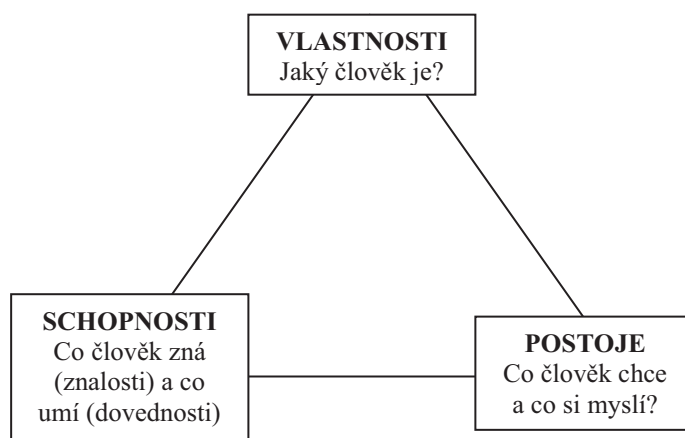 VLASTNOSTI
Jaký člověk je?
SCHOPNOSTI
Co člověk zná
(znalosti) a co
umí (dovednosti)
POSTOJE
Co člověk chce
a co si myslí?